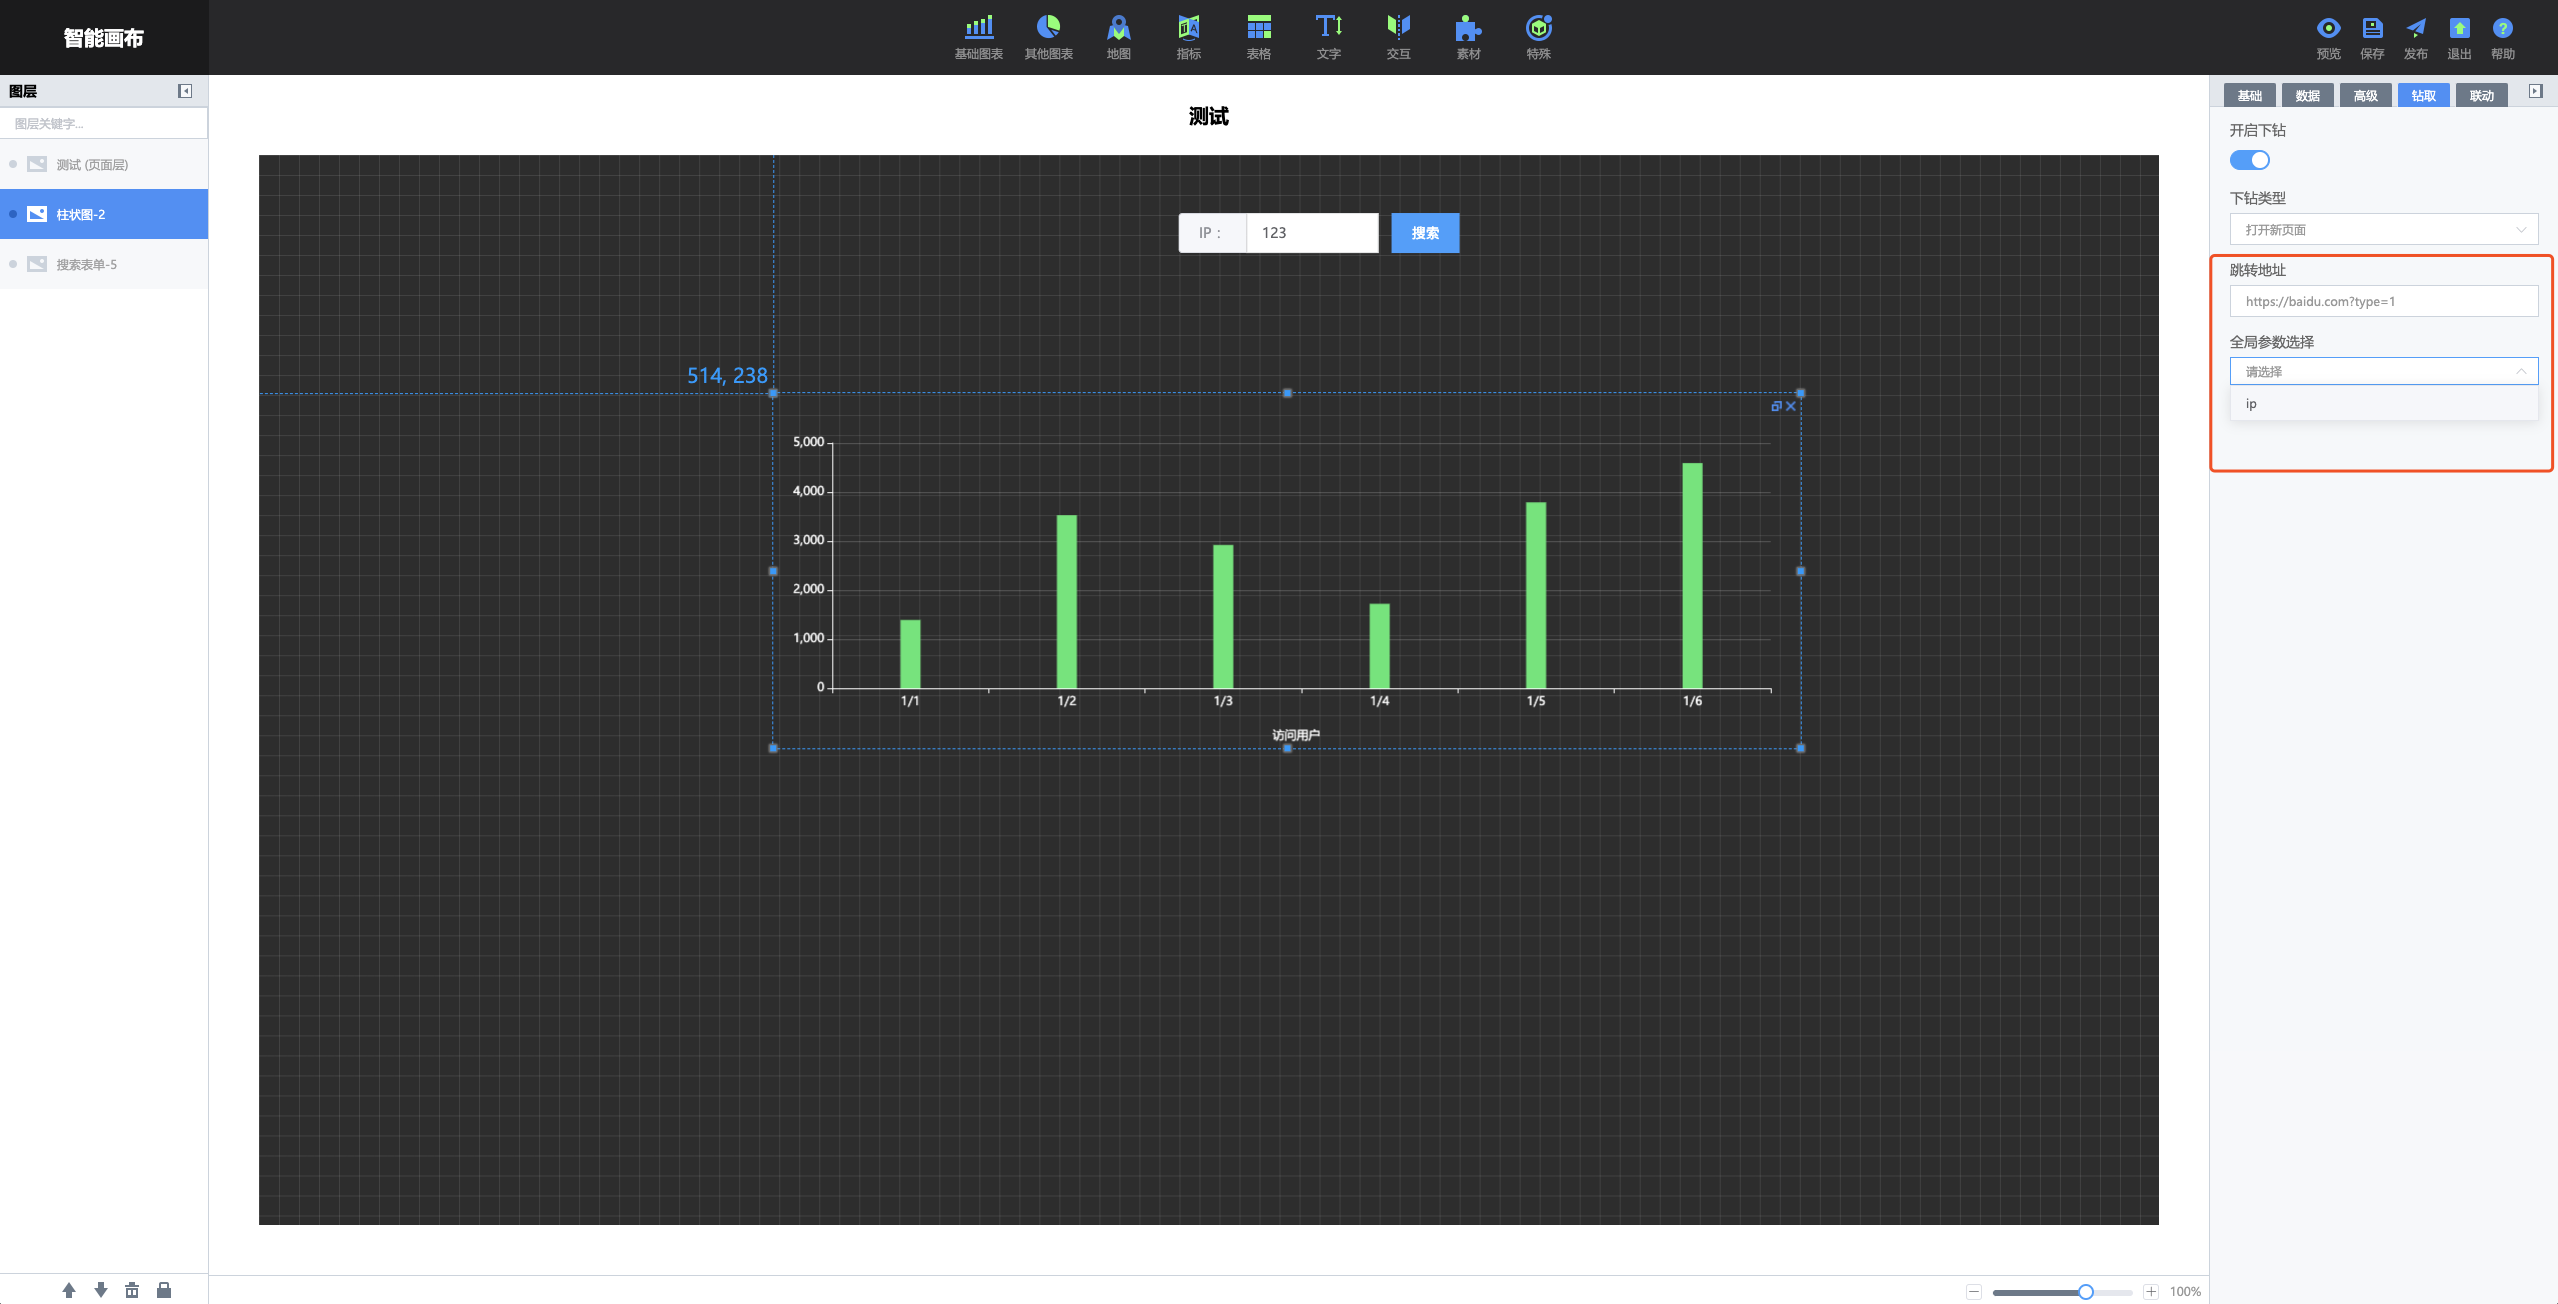 智能画布
基础图表
其他图表
地图
指标
表格
文字
交互
素材
特殊
预览
保存
发布
退出
帮助
图层
图层关键字...
测试 (页面层)
柱状图-2
搜索表单-5
测试
IP：
123
搜索
514, 238
5,000
4,000
3,000
2,000
1,000
0
1/1
1/2
1/3
1/4
1/5
1/6
访问用户
基础
数据
高级
钻取
联动
开启下钻
下钻类型
打开新页面
跳转地址
https://baidu.com?type=1
全局参数选择
请选择
ip
100%